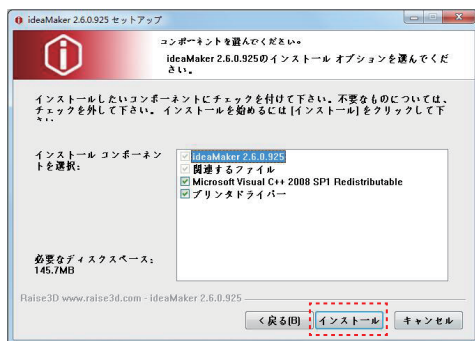 ideaMaker 2.6.0.925 セットアップ
コンポーネントを選んでください。
ideaMaker 2.6.0.925のインストール オプションを選んでくだ
さい。
インストールしたいコンポーネントにチェックを付けて下さい。不要なものについては、
チェックを外して下さい。 インストールを始めるには [インストール] をクリックして下
さい。
インストール コンポーネン
トを選択:
ideaMaker 2.6.0.925
関連するファイル
Microsoft Visual C++ 2008 SP1 Redistributable
プリンタドライバー
必要なディスクスペース:
145.7MB
Raise3D www.raise3d.com - ideaMaker 2.6.0.925
< 戻る(B)
インストール
キャンセル